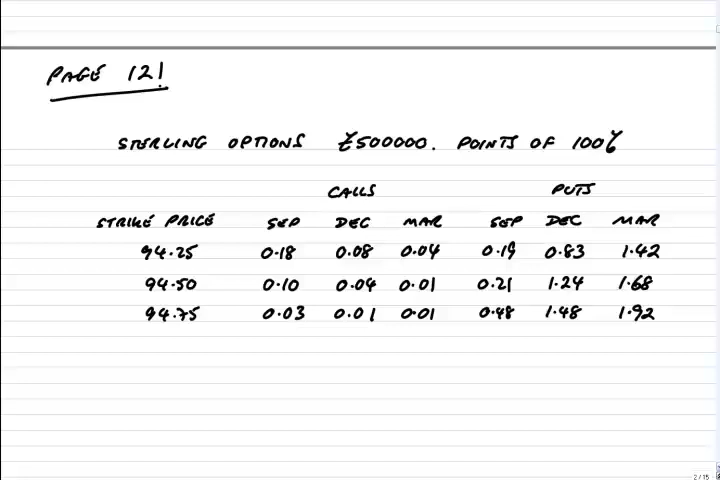 PAGE 12!
STERLING OPTIONS £500000. POINTS OF 100%
CALLS PUTS
STRIKE PRICE SEP DEC MAR SEP DEC MAR
94.25 0.18 0.08 0.04 0.19 0.83 1.42
94.50 0.10 0.04 0.01 0.21 1.24 1.68
94.75 0.03 0.01 0.01 0.48 1.48 1.92
2/15